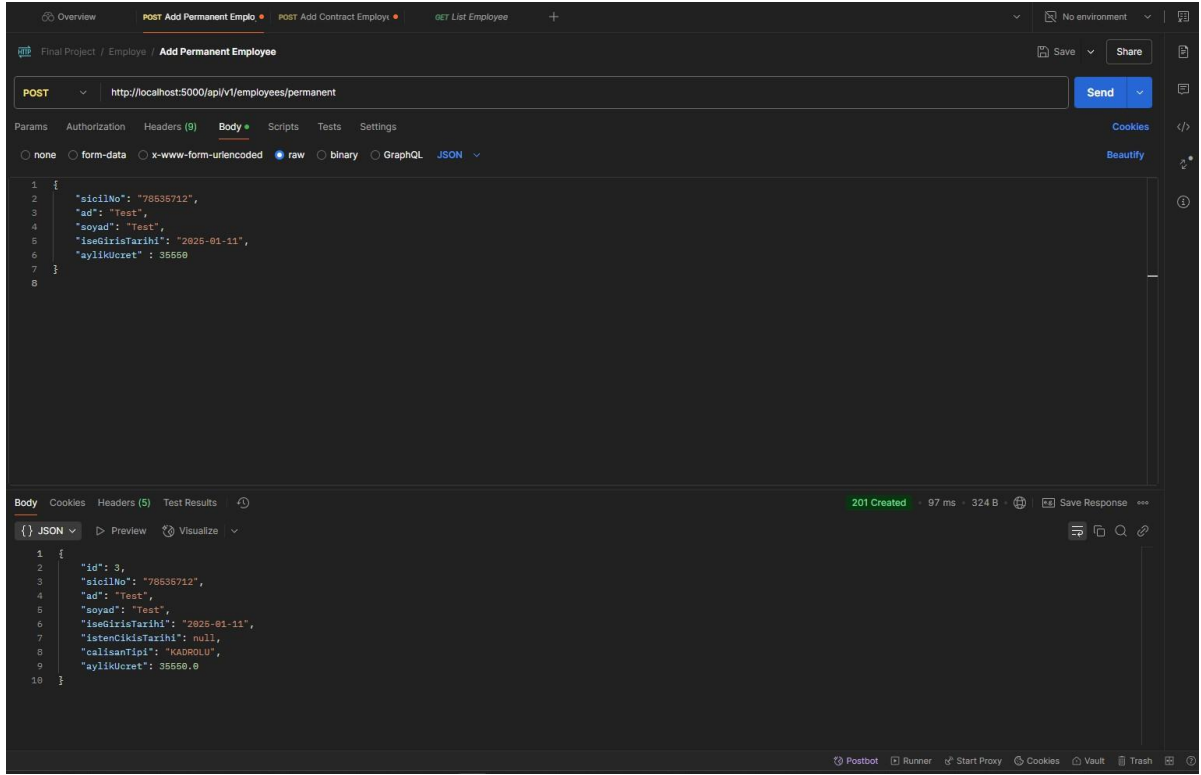 Overview POST Add Permanent Emplo POST Add Contract Employe GET List Employee No environment
HTTP Final Project / Employe / Add Permanent Employee Save Share
POST http://localhost:5000/api/v1/employees/permanent Send
Params Authorization Headers (9) Body Scripts Tests Settings Cookies
none form-data x-www-form-urlencoded raw binary GraphQL JSON Beautify
1 {
2 "sicilNo": "78535712",
3 "ad": "Test",
4 "soyad": "Test",
5 "iseGirisTarihi": "2025-01-11",
6 "aylikUcret" : 35550
7 }
8
Body Cookies Headers (5) Test Results 201 Created 97 ms 324 B e.g. Save Response
{} JSON Preview Visualize
1 {
2 "id": 3,
3 "sicilNo": "78535712",
4 "ad": "Test",
5 "soyad": "Test",
6 "iseGirisTarihi": "2025-01-11",
7 "istenCikisTarihi": null,
8 "calisanTipi": "KADROLU",
9 "aylikUcret": 35550.0
10 }
Postbot Runner Start Proxy Cookies Vault Trash